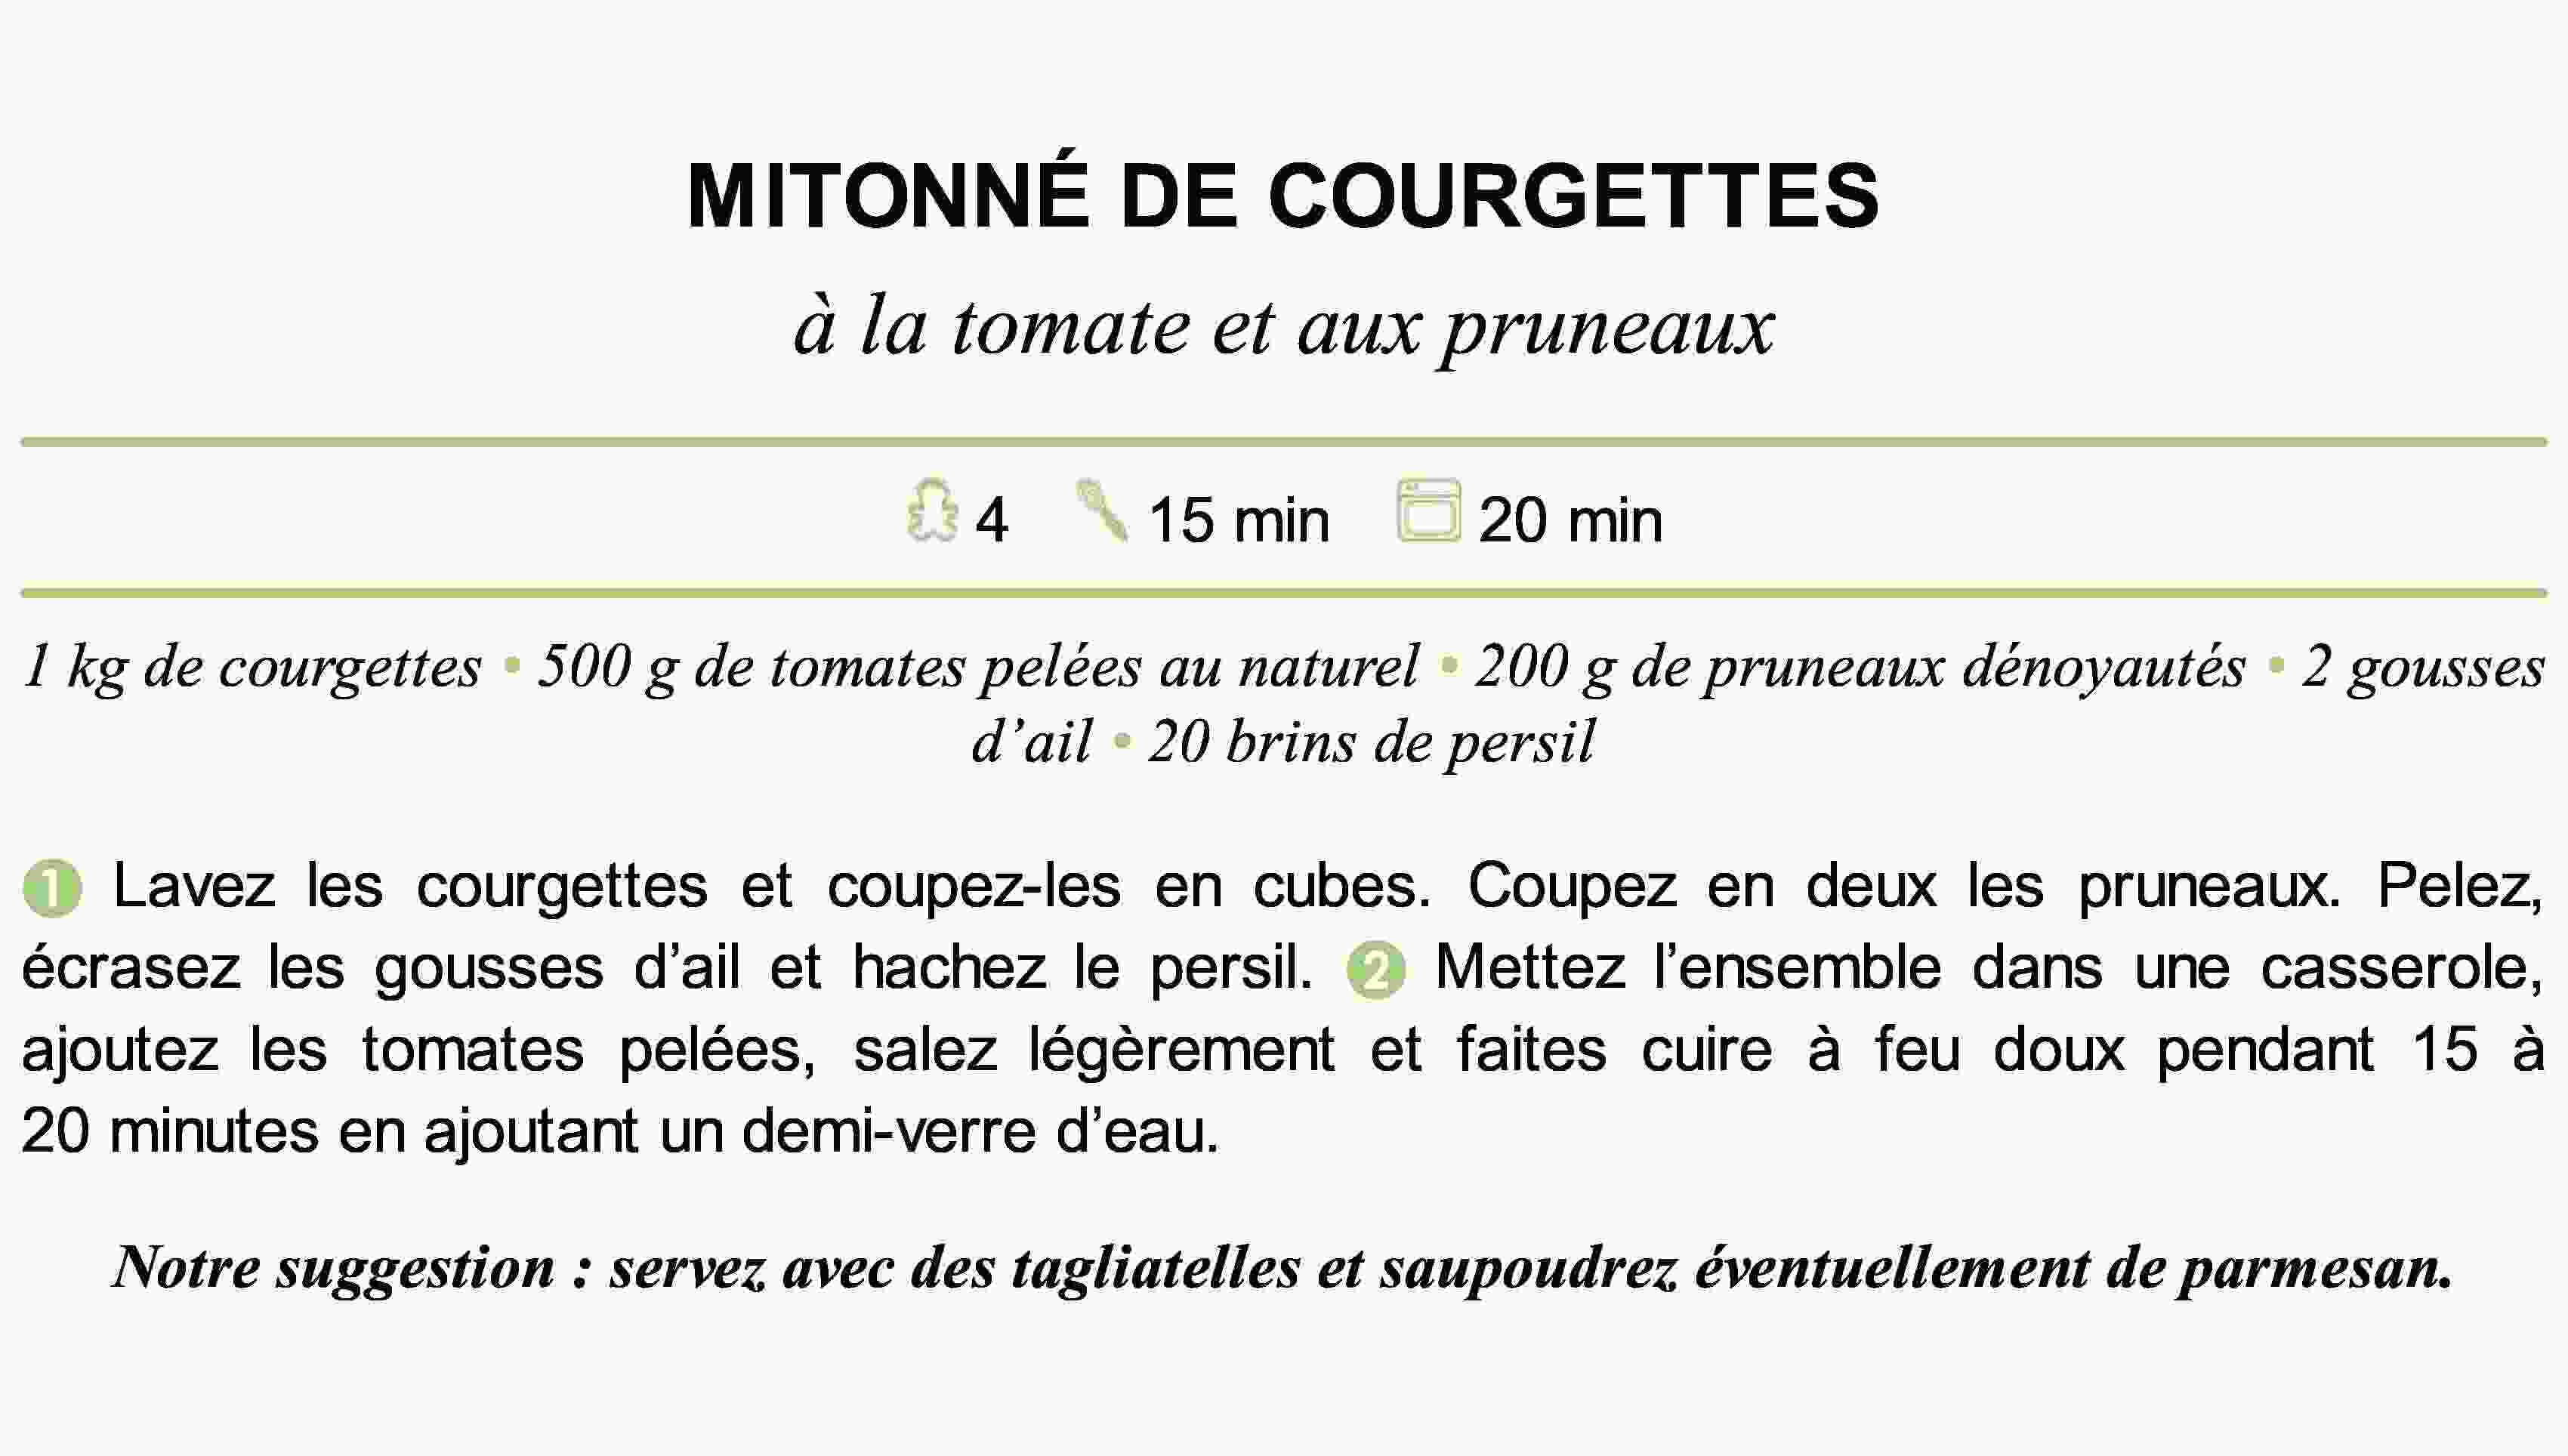 MITONNÉ DE COURGETTES
à la tomate et aux pruneaux
4 15 min 20 min
1 kg de courgettes • 500 g de tomates pelées au naturel • 200 g de pruneaux dénoyautés • 2 gousses
d’ail • 20 brins de persil
1 Lavez les courgettes et coupez-les en cubes. Coupez en deux les pruneaux. Pelez,
écrasez les gousses d’ail et hachez le persil. 2 Mettez l’ensemble dans une casserole,
ajoutez les tomates pelées, salez légèrement et faites cuire à feu doux pendant 15 à
20 minutes en ajoutant un demi-verre d’eau.
Notre suggestion : servez avec des tagliatelles et saupoudrez éventuellement de parmesan.